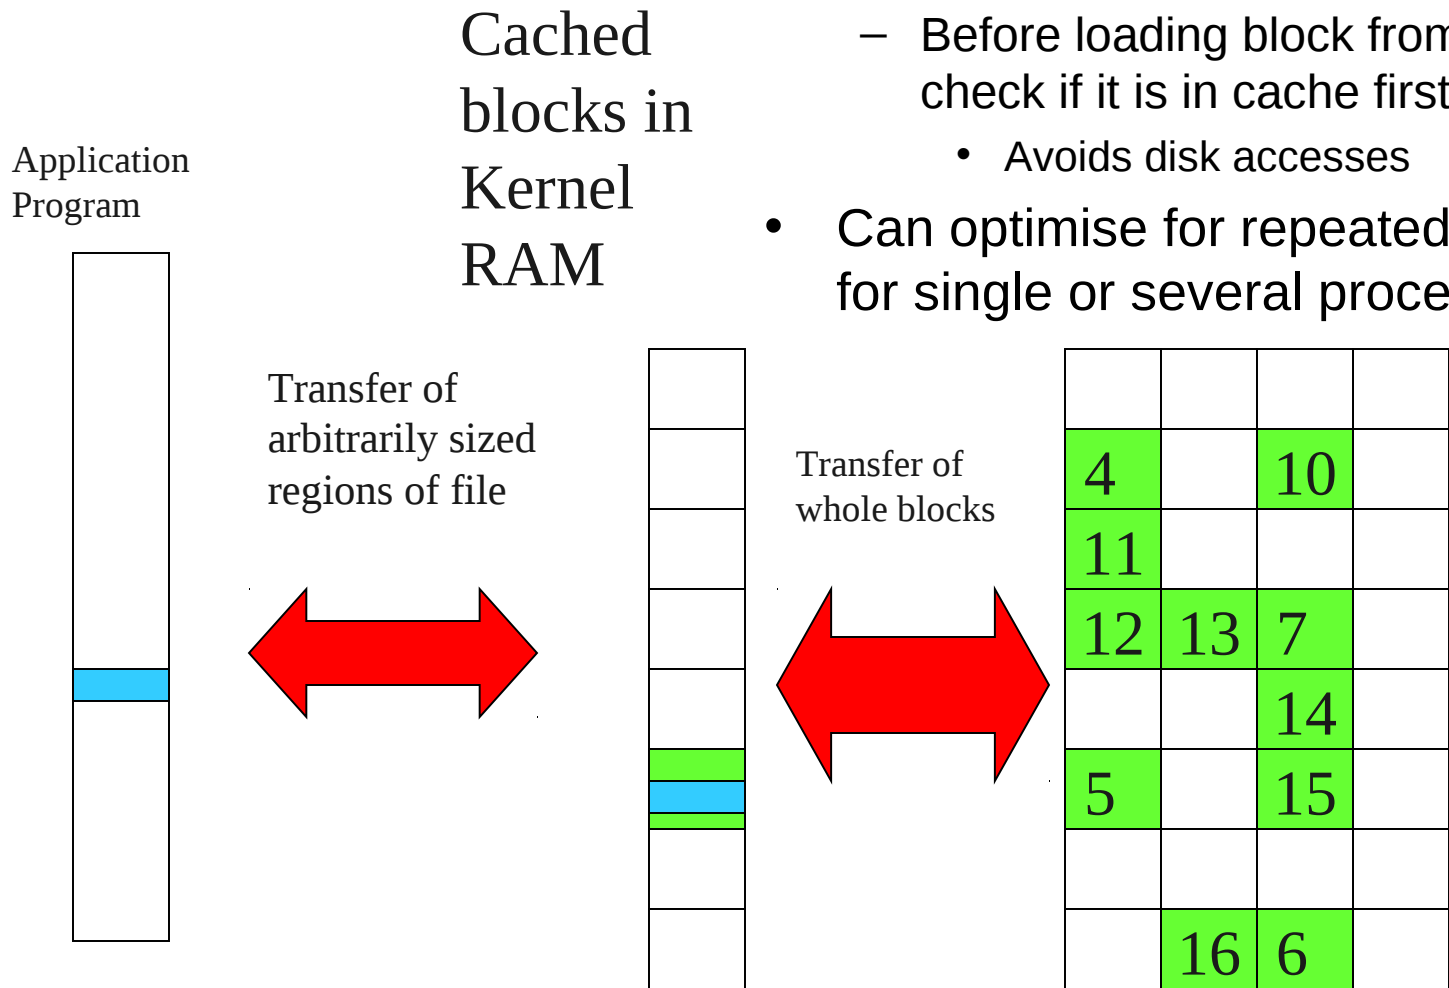 Cached
blocks in
Kernel
RAM
– Before loading block from
check if it is in cache first
• Avoids disk accesses
• Can optimise for repeated
for single or several proce
Application
Program
Transfer of
arbitrarily sized
regions of file
Transfer of
whole blocks
4 10
11
12 13 7
14
5 15
16 6